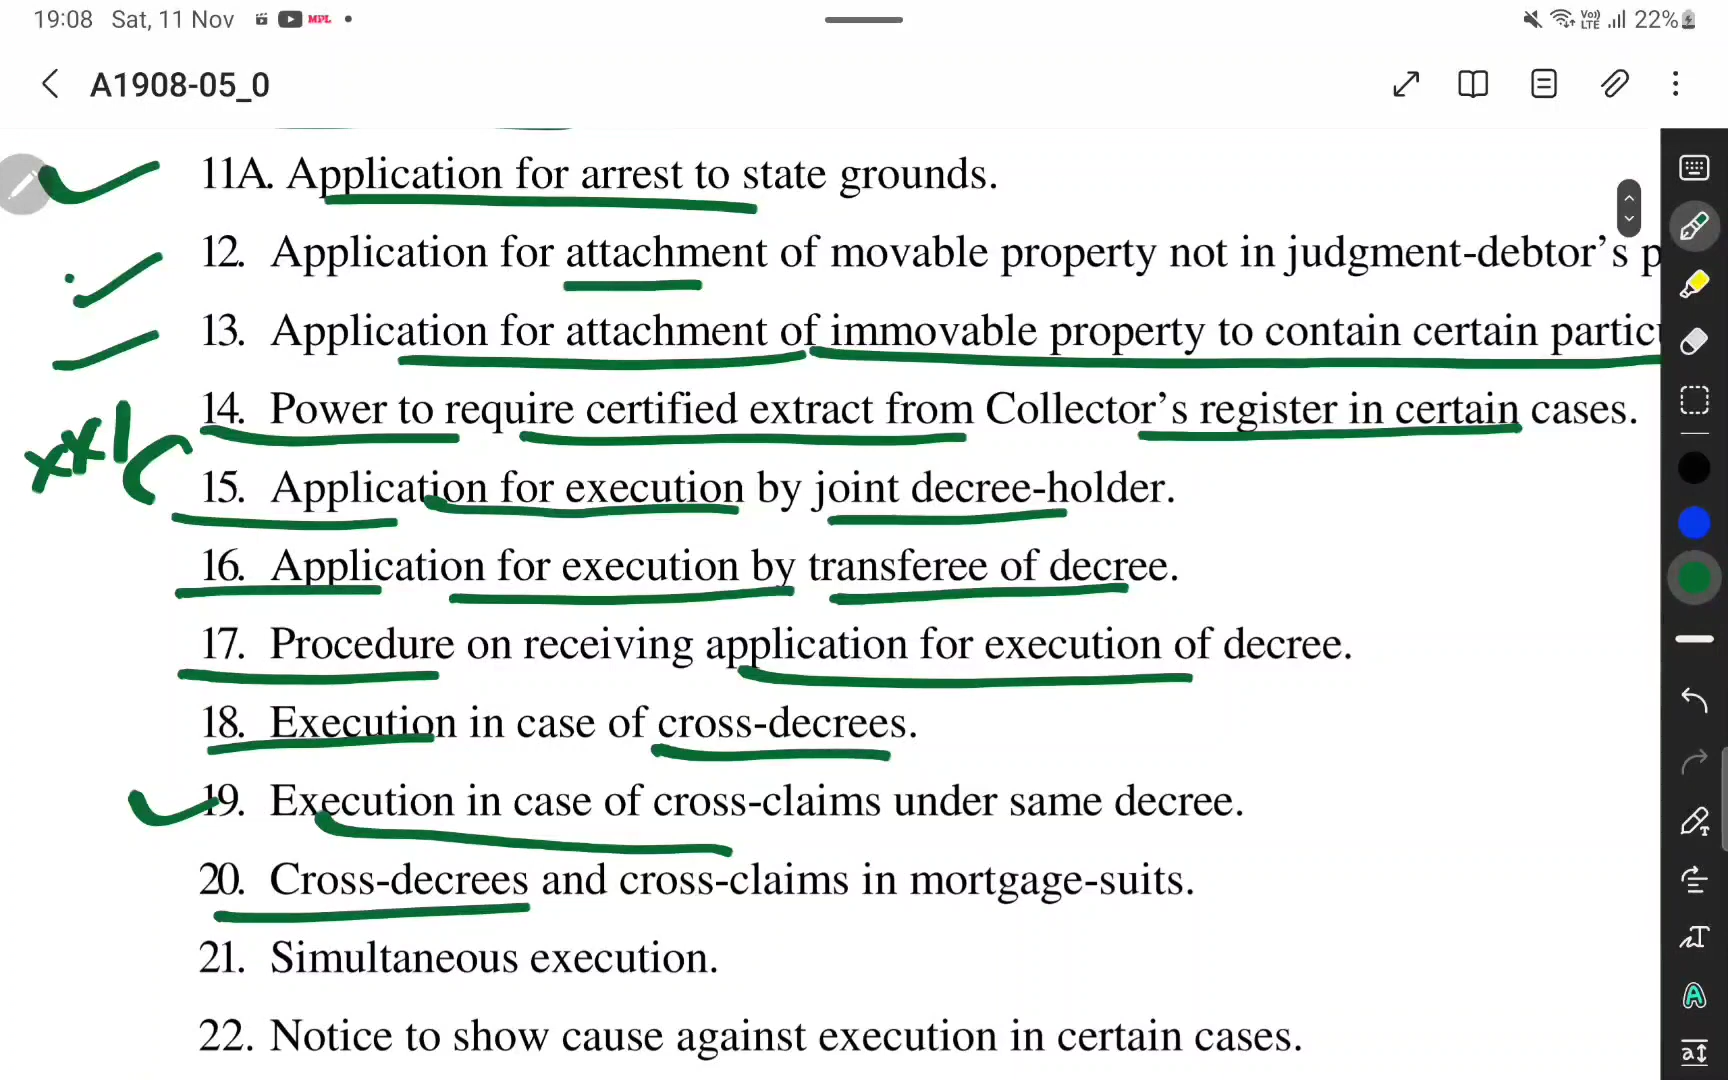 19:08 Sat, 11 Nov MPL Vo) LTE 22%
A1908-05_0
11A. Application for arrest to state grounds.
12. Application for attachment of movable property not in judgment-debtor's p
13. Application for attachment of immovable property to contain certain partic
14. Power to require certified extract from Collector's register in certain cases.
15. Application for execution by joint decree-holder.
16. Application for execution by transferee of decree.
17. Procedure on receiving application for execution of decree.
18. Execution in case of cross-decrees.
19. Execution in case of cross-claims under same decree.
20. Cross-decrees and cross-claims in mortgage-suits.
21. Simultaneous execution.
22. Notice to show cause against execution in certain cases.